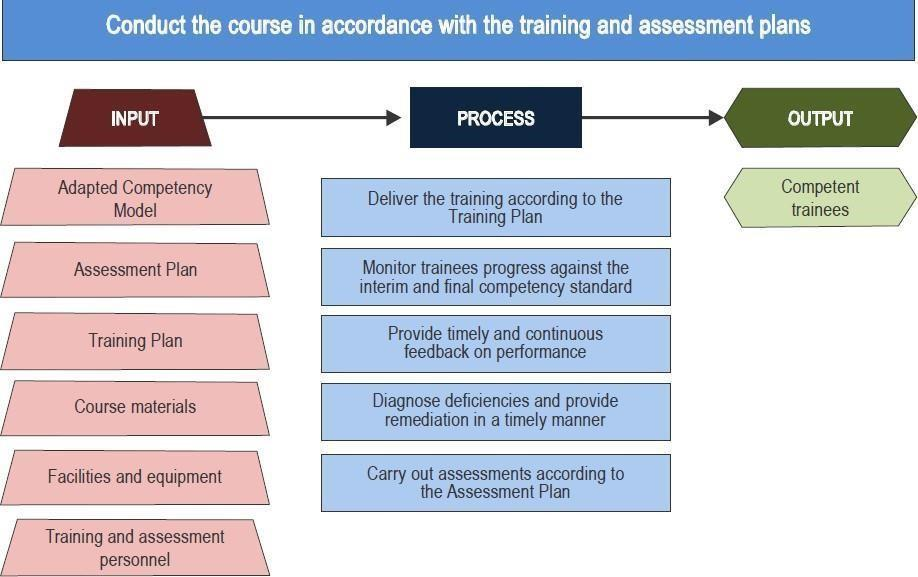 Conduct the course in accordance with the training and assessment plans
INPUT
PROCESS
OUTPUT
Adapted Competency
Model
Assessment Plan
Training Plan
Course materials
Facilities and equipment
Training and assessment
personnel
Deliver the training according to the
Training Plan
Monitor trainees progress against the
interim and final competency standard
Provide timely and continuous
feedback on performance
Diagnose deficiencies and provide
remediation in a timely manner
Carry out assessments according to
the Assessment Plan
Competent
trainees